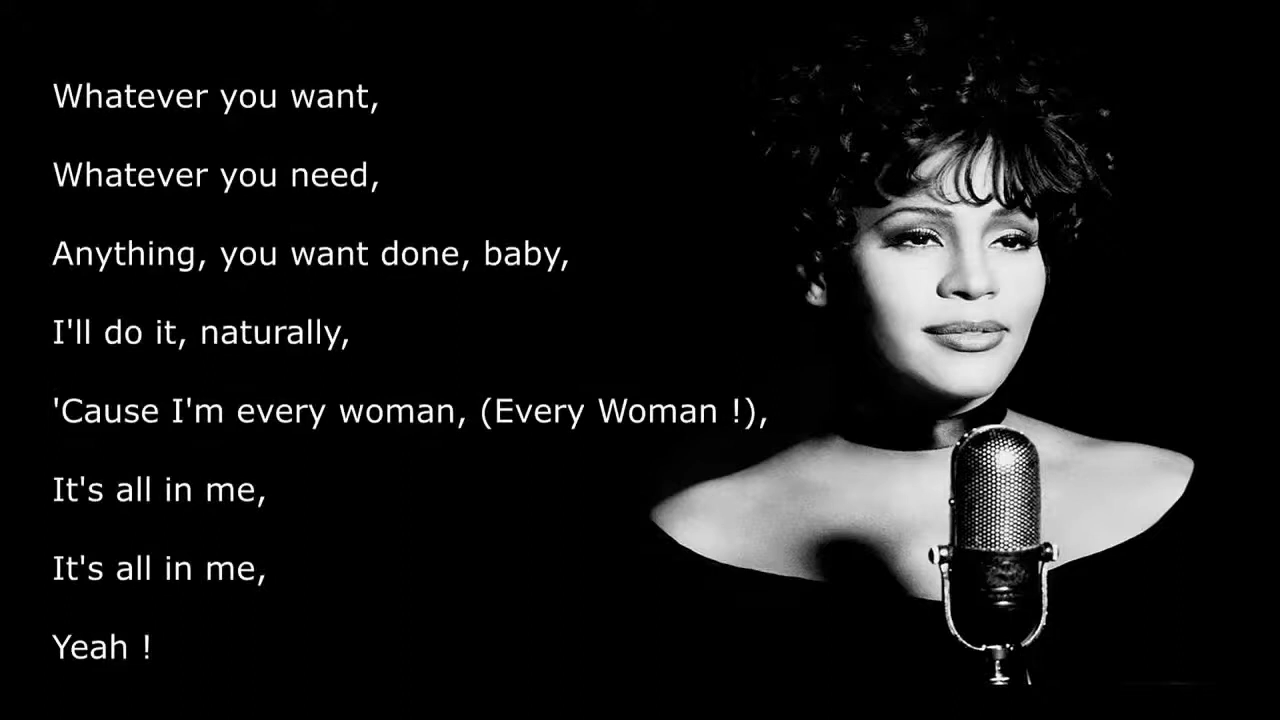 Whatever you want,
Whatever you need,
Anything, you want done, baby,
I'll do it, naturally,
'Cause I'm every woman, (Every Woman !),
It's all in me,
It's all in me,
Yeah !